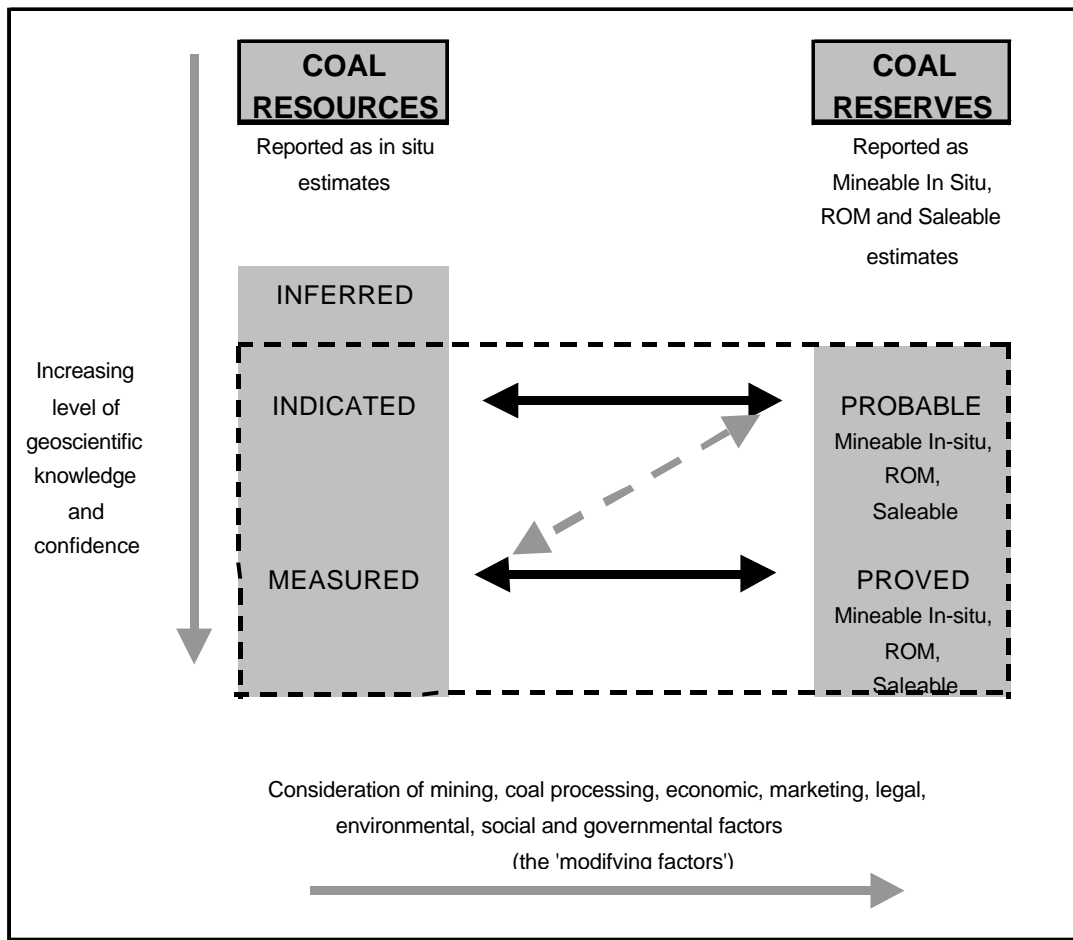 COAL
RESOURCES
Reported as in situ
estimates
COAL
RESERVES
Reported as
Mineable In Situ,
ROM and Saleable
estimates
INFERRED
Increasing
level of
geoscientific
knowledge
and
confidence
INDICATED
PROBABLE
Mineable In-situ,
ROM,
Saleable
MEASURED
PROVED
Mineable In-situ,
ROM,
Saleable
Consideration of mining, coal processing, economic, marketing, legal,
environmental, social and governmental factors
(the 'modifying factors')